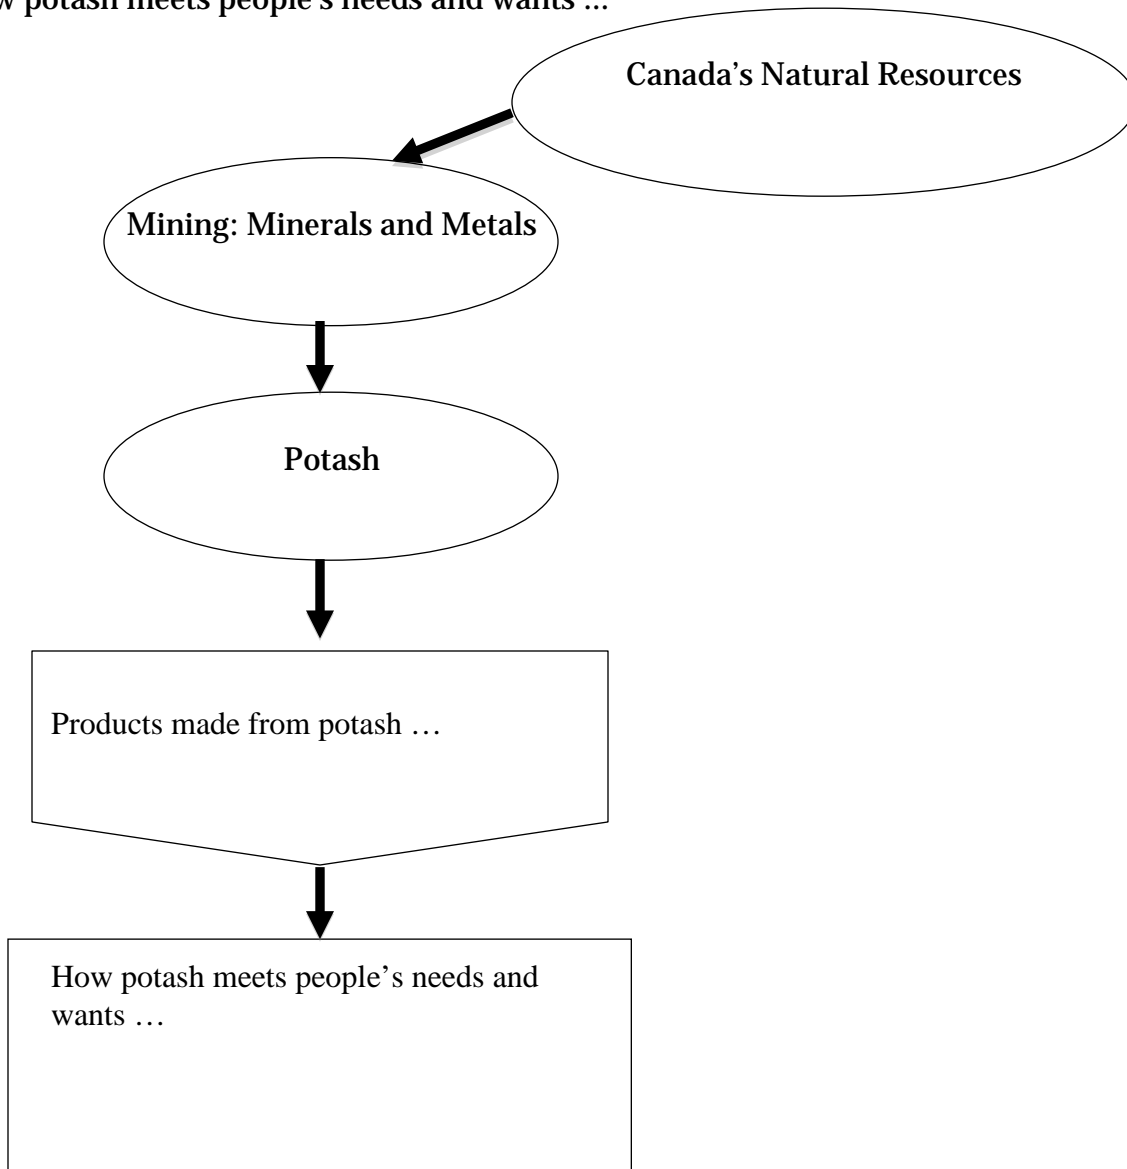 potash meets people's needs and wants ...
Canada's Natural Resources
Mining: Minerals and Metals
Potash
Products made from potash …
How potash meets people's needs and
wants …